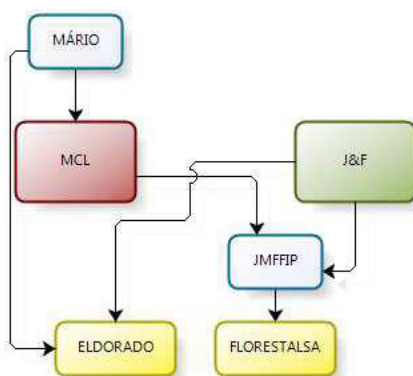 MÁRIO
MCL
J&F
JMFFIP
ELDORADO
FLORESTALSA